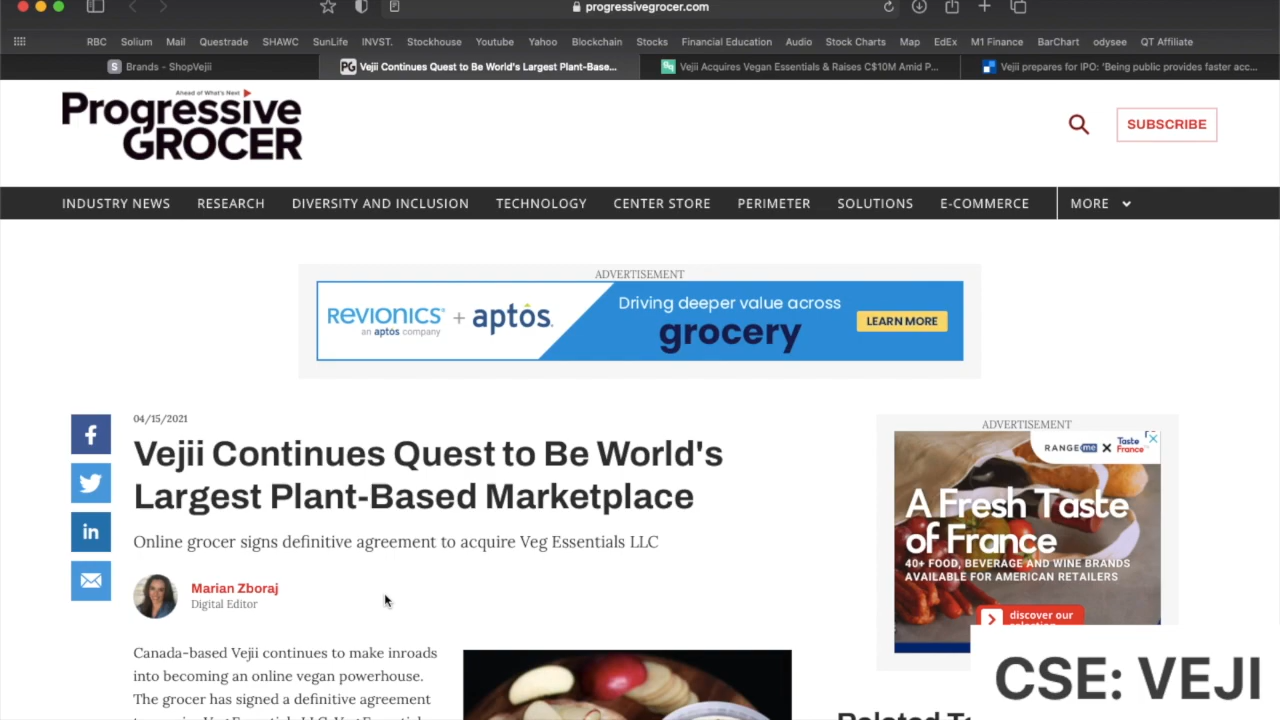 progressivegrocer.com
RBC Solium Mail Questrade SHAWC SunLife INVST. Stockhouse Youtube Yahoo Blockchain Stocks Financial Education Audio Stock Charts Map EdEx M1 Finance BarChart odysee QT Affiliate
S Brands - ShopVejii
PG Vejii Continues Quest to Be World's Largest Plant-Base...
Vejii Acquires Vegan Essentials & Raises C$10M Amid P...
Vejii prepares for IPO: 'Being public provides faster acc...
Ahead of What's Next
Progressive
GROCER
SUBSCRIBE
INDUSTRY NEWS RESEARCH DIVERSITY AND INCLUSION TECHNOLOGY CENTER STORE PERIMETER SOLUTIONS E-COMMERCE MORE
ADVERTISEMENT
REVIONICS + aptos
an aptos company
Driving deeper value across
grocery
LEARN MORE
04/15/2021
Vejii Continues Quest to Be World's
Largest Plant-Based Marketplace
Online grocer signs definitive agreement to acquire Veg Essentials LLC
Marian Zboraj
Digital Editor
Canada-based Vejii continues to make inroads
into becoming an online vegan powerhouse.
The grocer has signed a definitive agreement
ADVERTISEMENT
RANGEME X Taste France
A Fresh Taste
of France
40+ FOOD, BEVERAGE AND WINE BRANDS
AVAILABLE FOR AMERICAN RETAILERS
discover our
CSE: VEJI